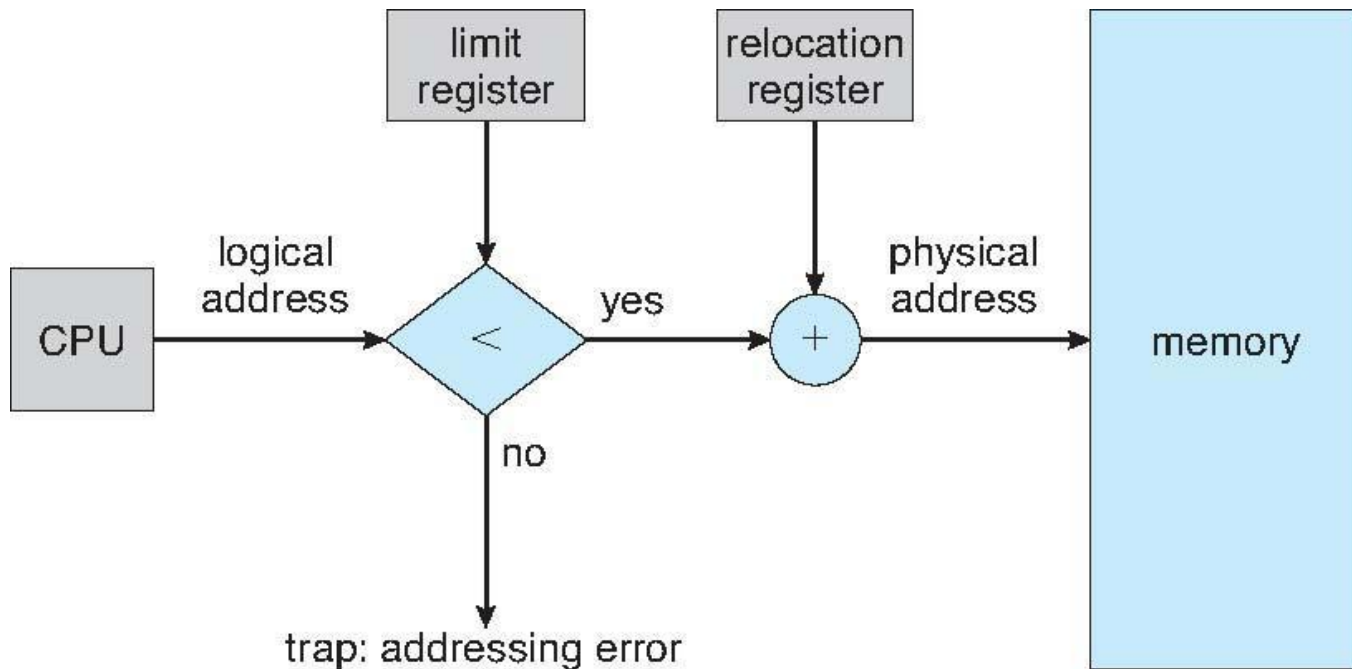 limit
register
relocation
register
logical
address
physical
address
CPU
<
yes
+
memory
no
trap: addressing error